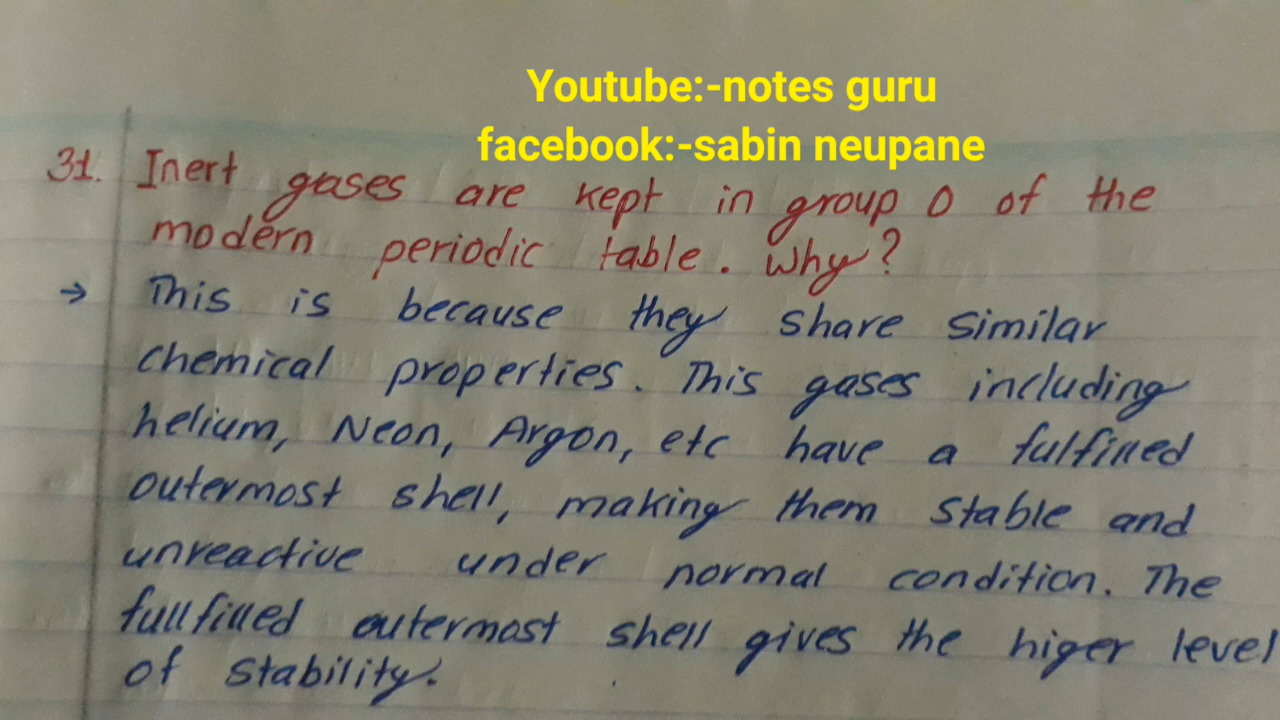 Youtube:-notes guru
facebook:-sabin neupane
31. Inert gases are kept in group 0 of the
modern periodic table. Why?
→ This is because they share similar
chemical properties. This gases including
helium, Neon, Argon, etc have a fulfilled
outermost shell, making them stable and
unreactive under normal condition. The
fullfilled outermost shell gives the higer level
of stability.